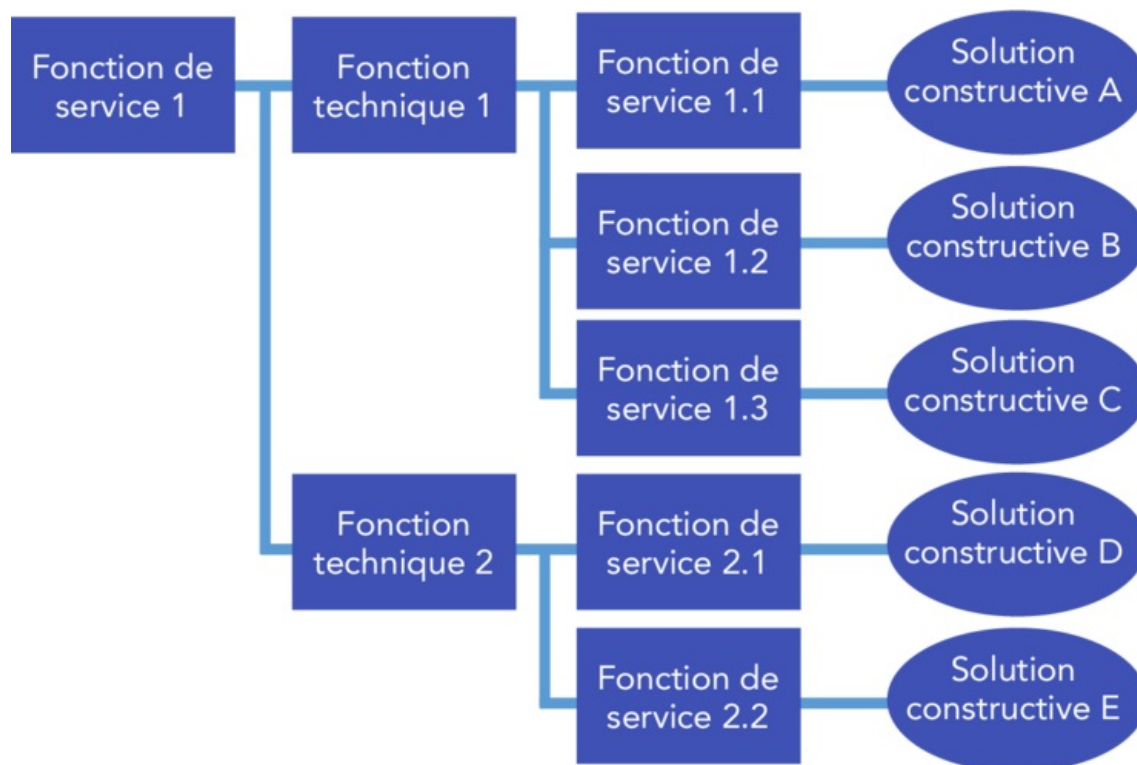 Fonction de
service 1
Fonction
technique 1
Fonction de
service 1.1
Solution
constructive A
Fonction de
service 1.2
Solution
constructive B
Fonction de
service 1.3
Solution
constructive C
Fonction
technique 2
Fonction de
service 2.1
Solution
constructive D
Fonction de
service 2.2
Solution
constructive E